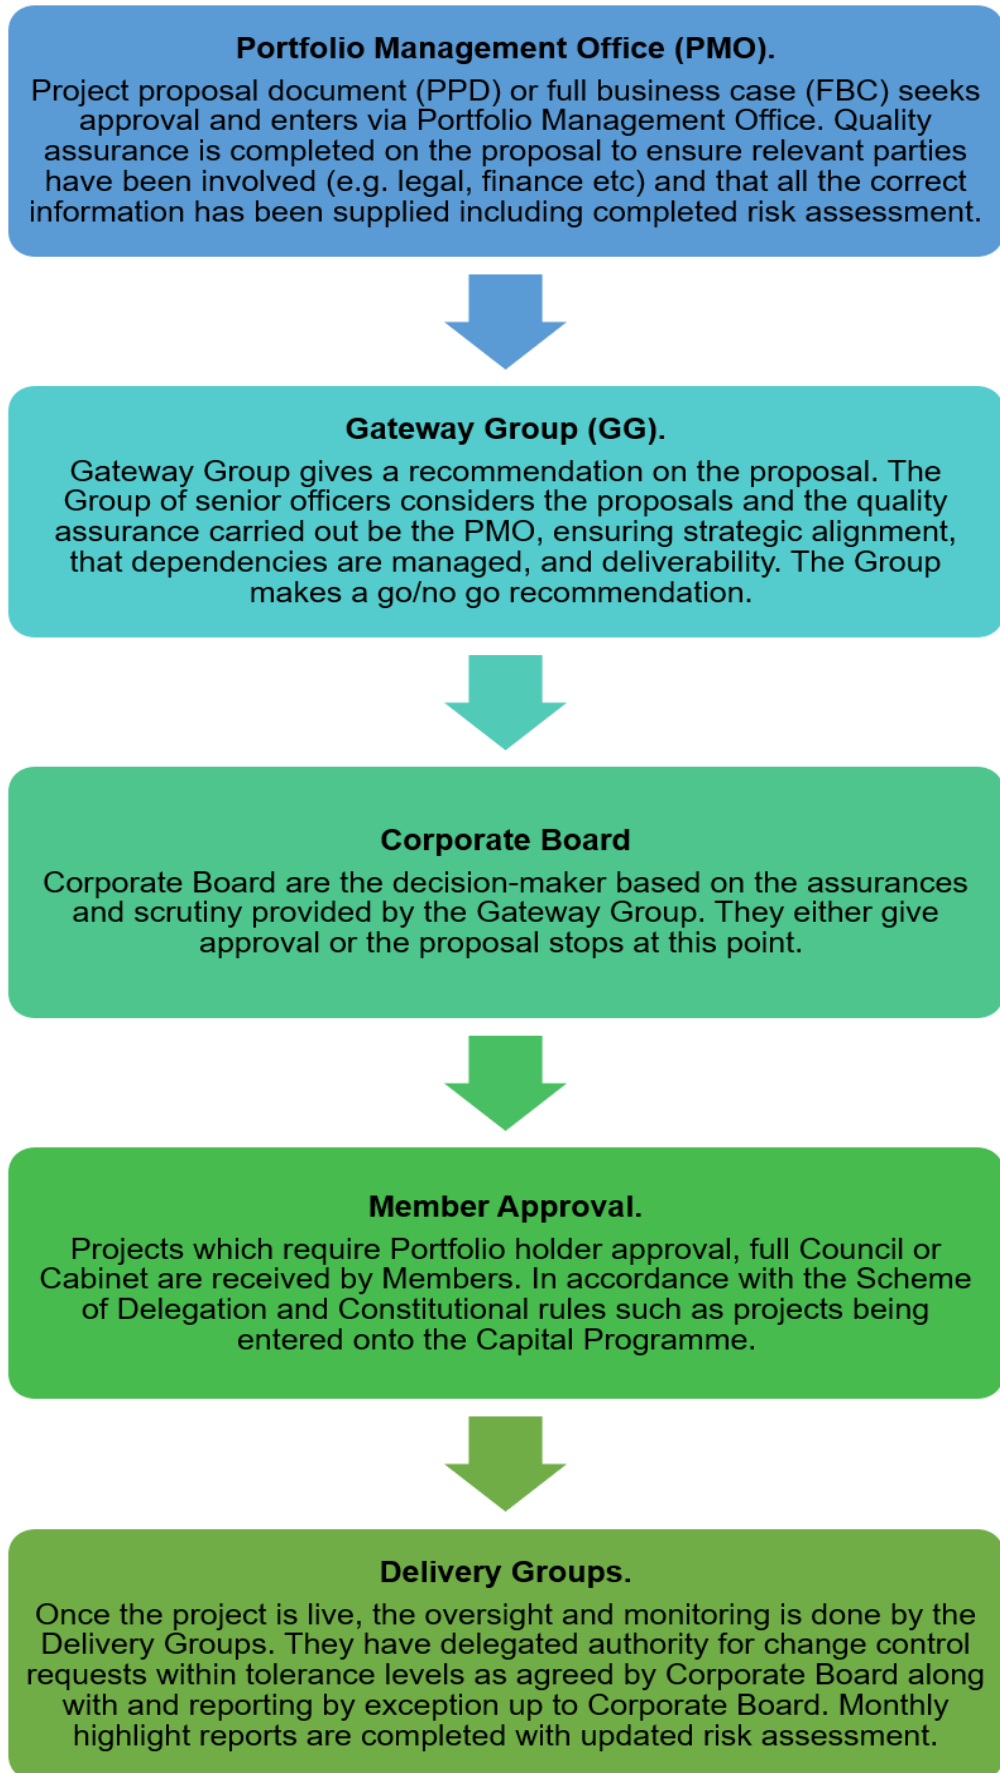 Portfolio Management Office (PMO).
Project proposal document (PPD) or full business case (FBC) seeks
approval and enters via Portfolio Management Office. Quality
assurance is completed on the proposal to ensure relevant parties
have been involved (e.g. legal, finance etc) and that all the correct
information has been supplied including completed risk assessment.
Gateway Group (GG).
Gateway Group gives a recommendation on the proposal. The
Group of senior officers considers the proposals and the quality
assurance carried out be the PMO, ensuring strategic alignment,
that dependencies are managed, and deliverability. The Group
makes a go/no go recommendation.
Corporate Board
Corporate Board are the decision-maker based on the assurances
and scrutiny provided by the Gateway Group. They either give
approval or the proposal stops at this point.
Member Approval.
Projects which require Portfolio holder approval, full Council or
Cabinet are received by Members. In accordance with the Scheme
of Delegation and Constitutional rules such as projects being
entered onto the Capital Programme.
Delivery Groups.
Once the project is live, the oversight and monitoring is done by the
Delivery Groups. They have delegated authority for change control
requests within tolerance levels as agreed by Corporate Board along
with and reporting by exception up to Corporate Board. Monthly
highlight reports are completed with updated risk assessment.